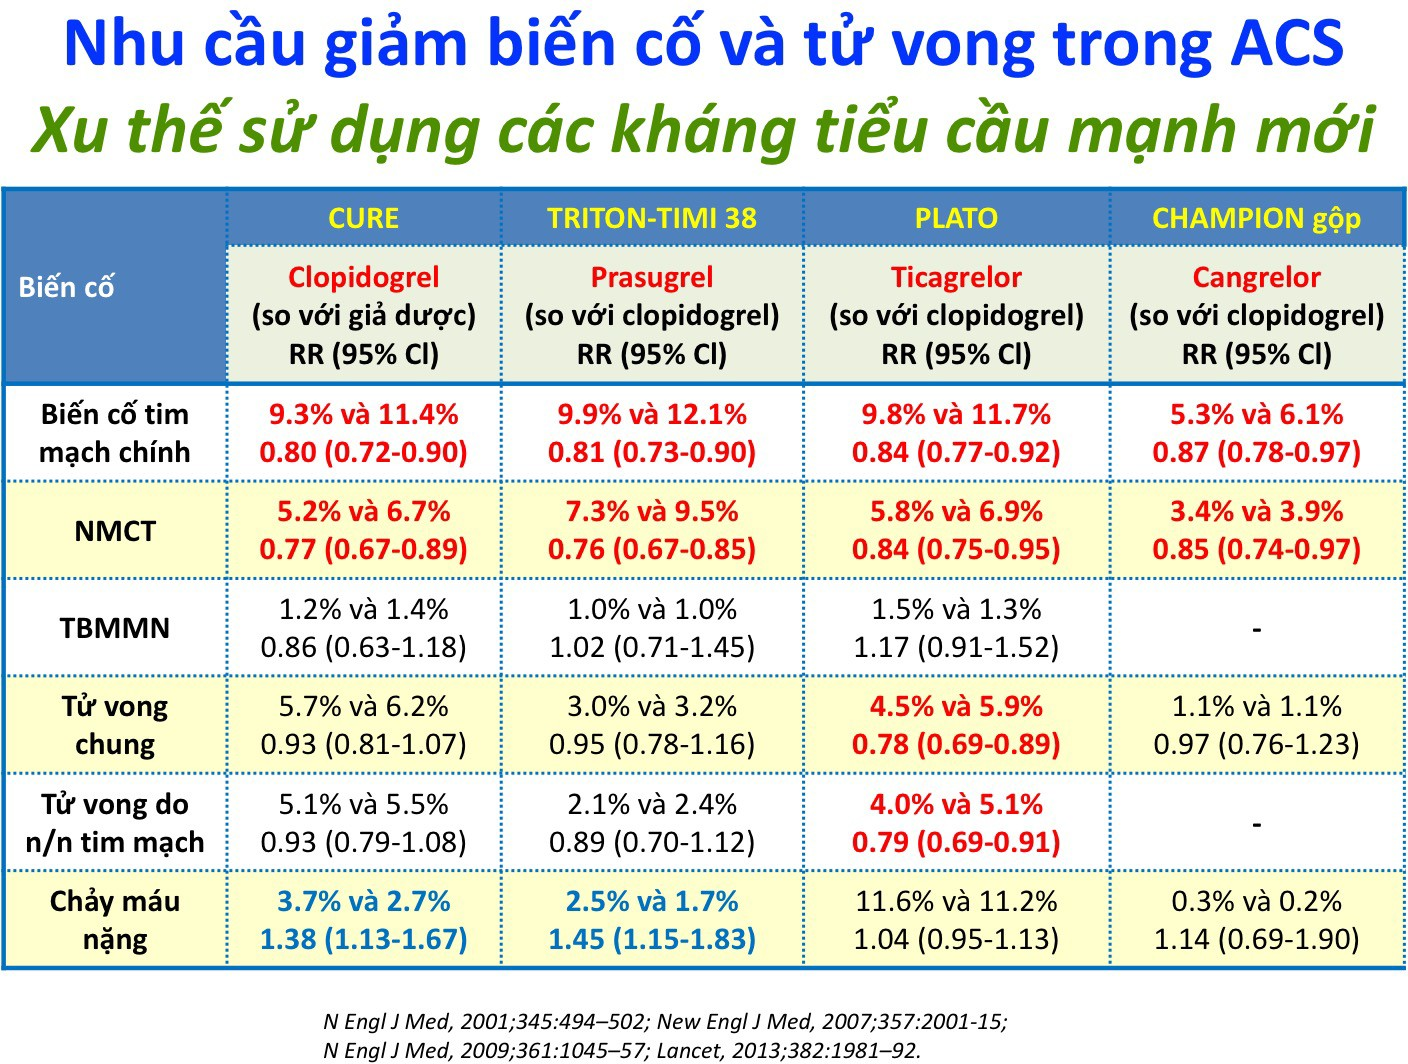 Nhu cầu giảm biến cố và tử vong trong ACS
Xu thế sử dụng các kháng tiểu cầu mạnh mới
Biến cố
CURE
TRITON-TIMI 38
PLATO
CHAMPION gộp
Clopidogrel
(so với giả dược)
RR (95% Cl)
Prasugrel
(so với clopidogrel)
RR (95% Cl)
Ticagrelor
(so với clopidogrel)
RR (95% Cl)
Cangrelor
(so với clopidogrel)
RR (95% Cl)
Biến cố tim
mạch chính
9.3% và 11.4%
0.80 (0.72-0.90)
9.9% và 12.1%
0.81 (0.73-0.90)
9.8% và 11.7%
0.84 (0.77-0.92)
5.3% và 6.1%
0.87 (0.78-0.97)
NMCT
5.2% và 6.7%
0.77 (0.67-0.89)
7.3% và 9.5%
0.76 (0.67-0.85)
5.8% và 6.9%
0.84 (0.75-0.95)
3.4% và 3.9%
0.85 (0.74-0.97)
TBMMN
1.2% và 1.4%
0.86 (0.63-1.18)
1.0% và 1.0%
1.02 (0.71-1.45)
1.5% và 1.3%
1.17 (0.91-1.52)
-
Tử vong
chung
5.7% và 6.2%
0.93 (0.81-1.07)
3.0% và 3.2%
0.95 (0.78-1.16)
4.5% và 5.9%
0.78 (0.69-0.89)
1.1% và 1.1%
0.97 (0.76-1.23)
Tử vong do
n/n tim mạch
5.1% và 5.5%
0.93 (0.79-1.08)
2.1% và 2.4%
0.89 (0.70-1.12)
4.0% và 5.1%
0.79 (0.69-0.91)
-
Chảy máu
nặng
3.7% và 2.7%
1.38 (1.13-1.67)
2.5% và 1.7%
1.45 (1.15-1.83)
11.6% và 11.2%
1.04 (0.95-1.13)
0.3% và 0.2%
1.14 (0.69-1.90)
N Engl J Med, 2001;345:494–502; New Engl J Med, 2007;357:2001-15;
N Engl J Med, 2009;361:1045–57; Lancet, 2013;382:1981–92.